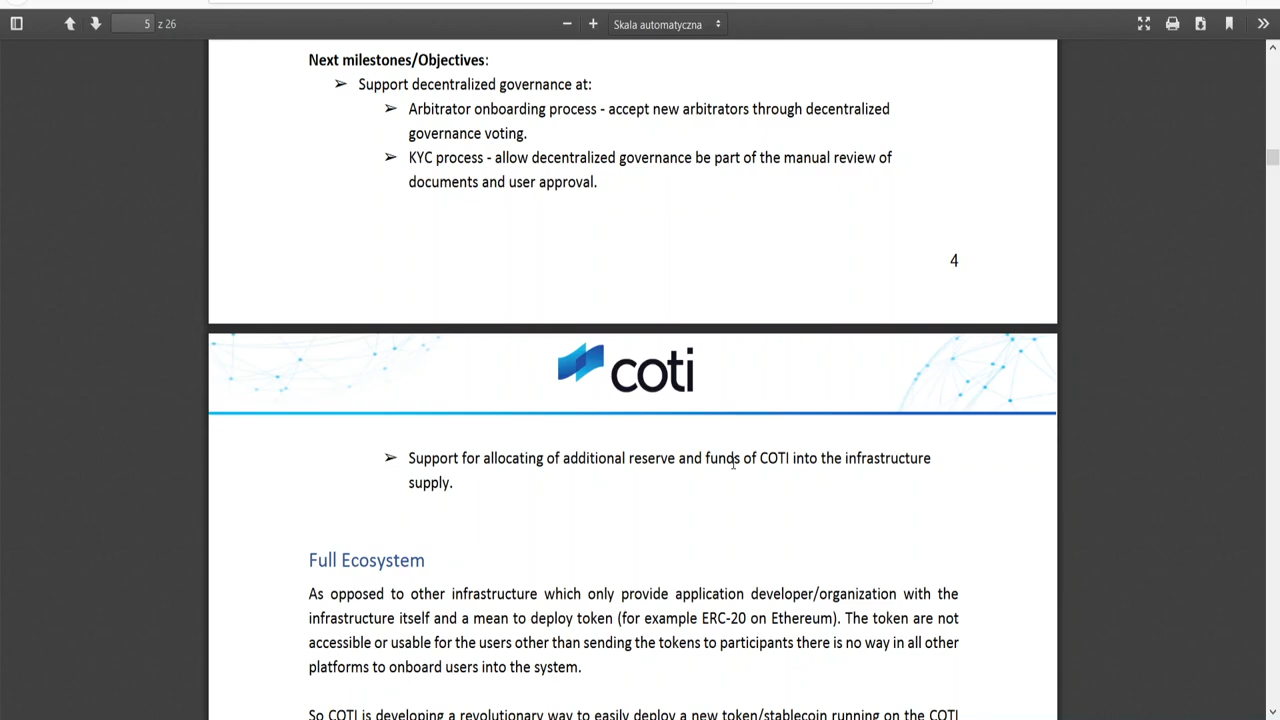 5 z 26 Skala automatyczna
Next milestones/Objectives:
➢ Support decentralized governance at:
➢ Arbitrator onboarding process - accept new arbitrators through decentralized
governance voting.
➢ KYC process - allow decentralized governance be part of the manual review of
documents and user approval.
4
coti
➢ Support for allocating of additional reserve and funds of COTI into the infrastructure
supply.
Full Ecosystem
As opposed to other infrastructure which only provide application developer/organization with the
infrastructure itself and a mean to deploy token (for example ERC-20 on Ethereum). The token are not
accessible or usable for the users other than sending the tokens to participants there is no way in all other
platforms to onboard users into the system.
So COTI is developing a revolutionary way to easily deploy a new token/stablecoin running on the COTI